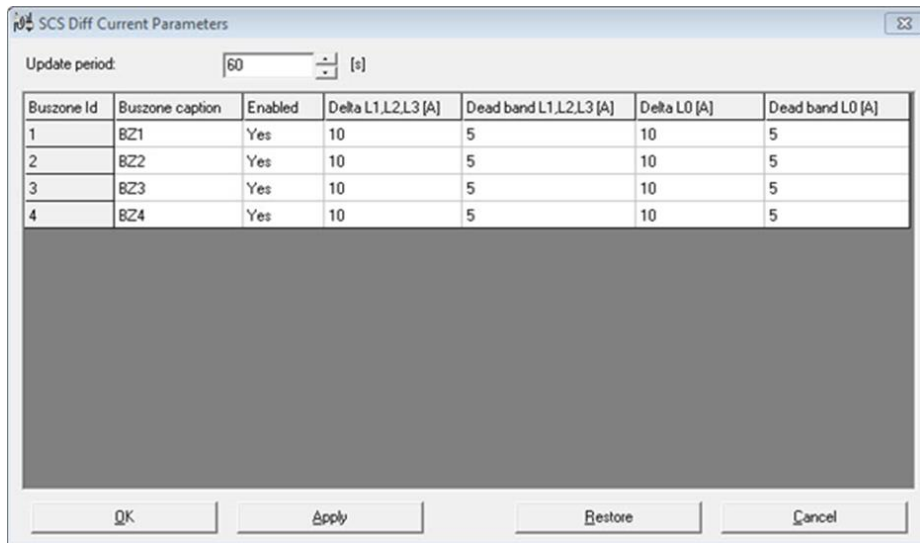 SCS Diff Current Parameters
Update period: 60 [s]
Buszone Id Buszone caption Enabled Delta L1,L2,L3 [A] Dead band L1,L2,L3 [A] Delta L0 [A] Dead band L0 [A]
1 BZ1 Yes 10 5 10 5
2 BZ2 Yes 10 5 10 5
3 BZ3 Yes 10 5 10 5
4 BZ4 Yes 10 5 10 5
OK Apply Restore Cancel